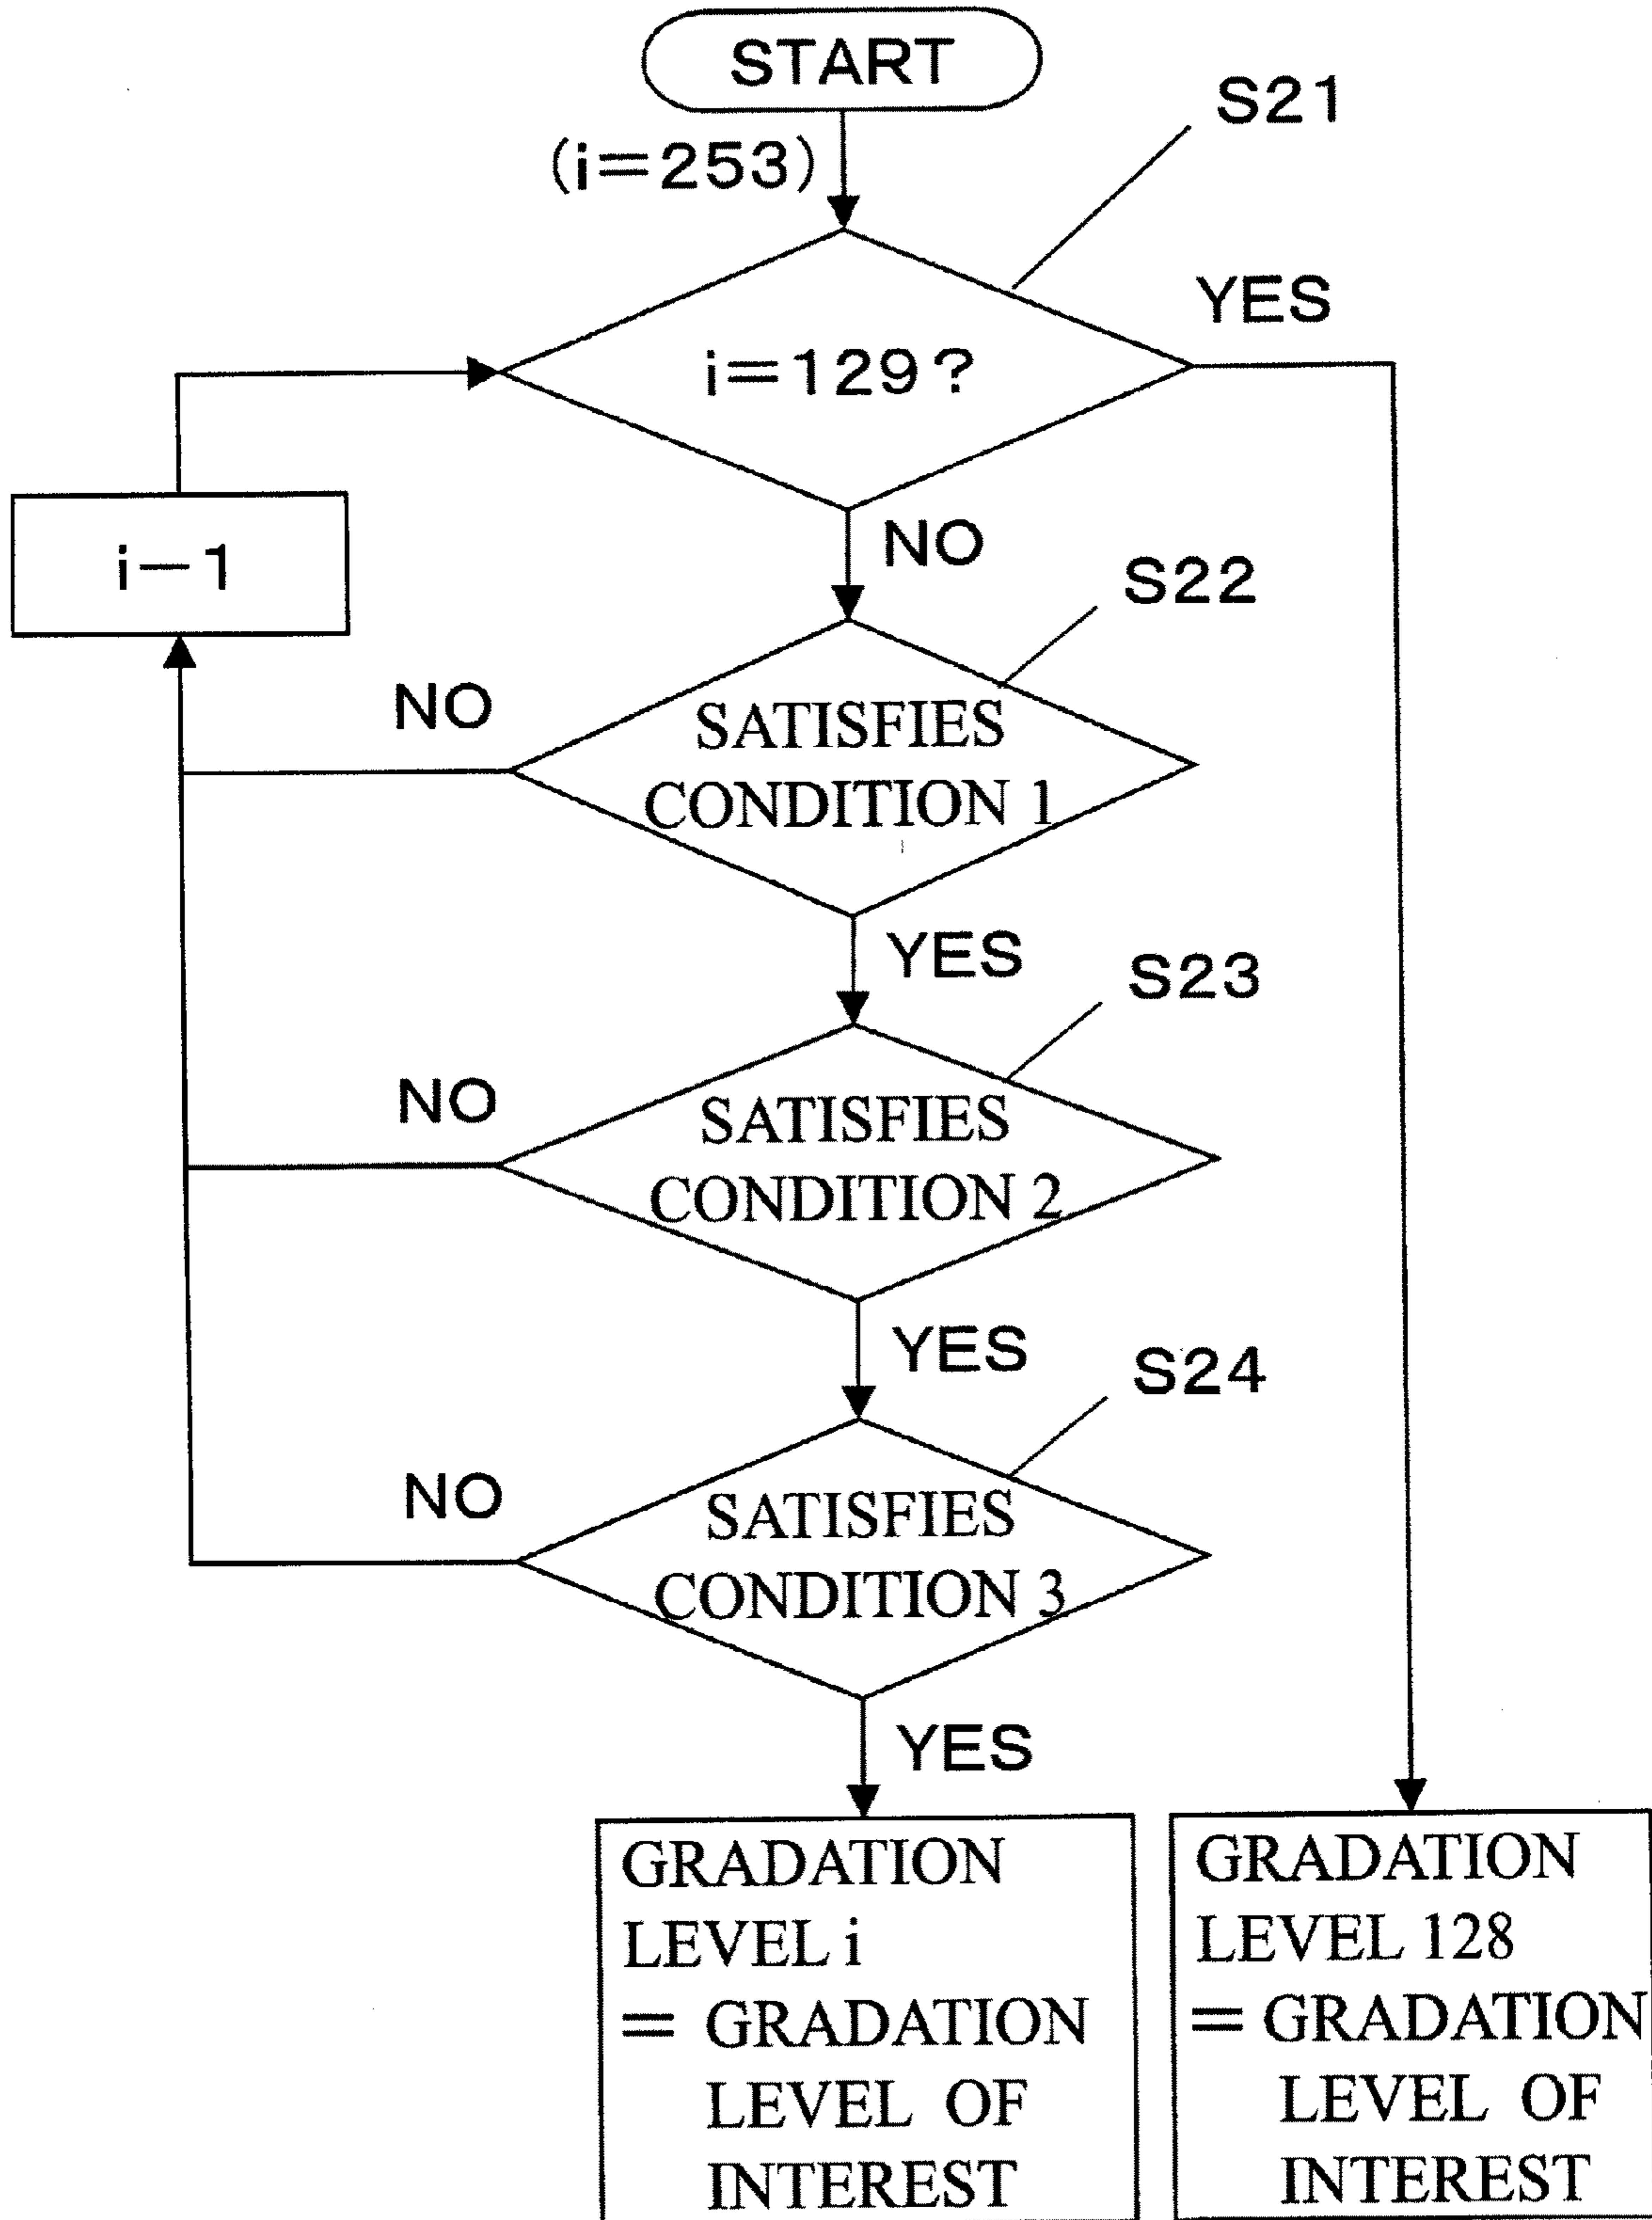 START
(i=253)
S21
i=129?
YES
i-1
NO
S22
NO
SATISFIES
CONDITION 1
YES
S23
NO
SATISFIES
CONDITION 2
YES
S24
NO
SATISFIES
CONDITION 3
YES
GRADATION
LEVEL i
= GRADATION
LEVEL OF
INTEREST
GRADATION
LEVEL 128
= GRADATION
LEVEL OF
INTEREST